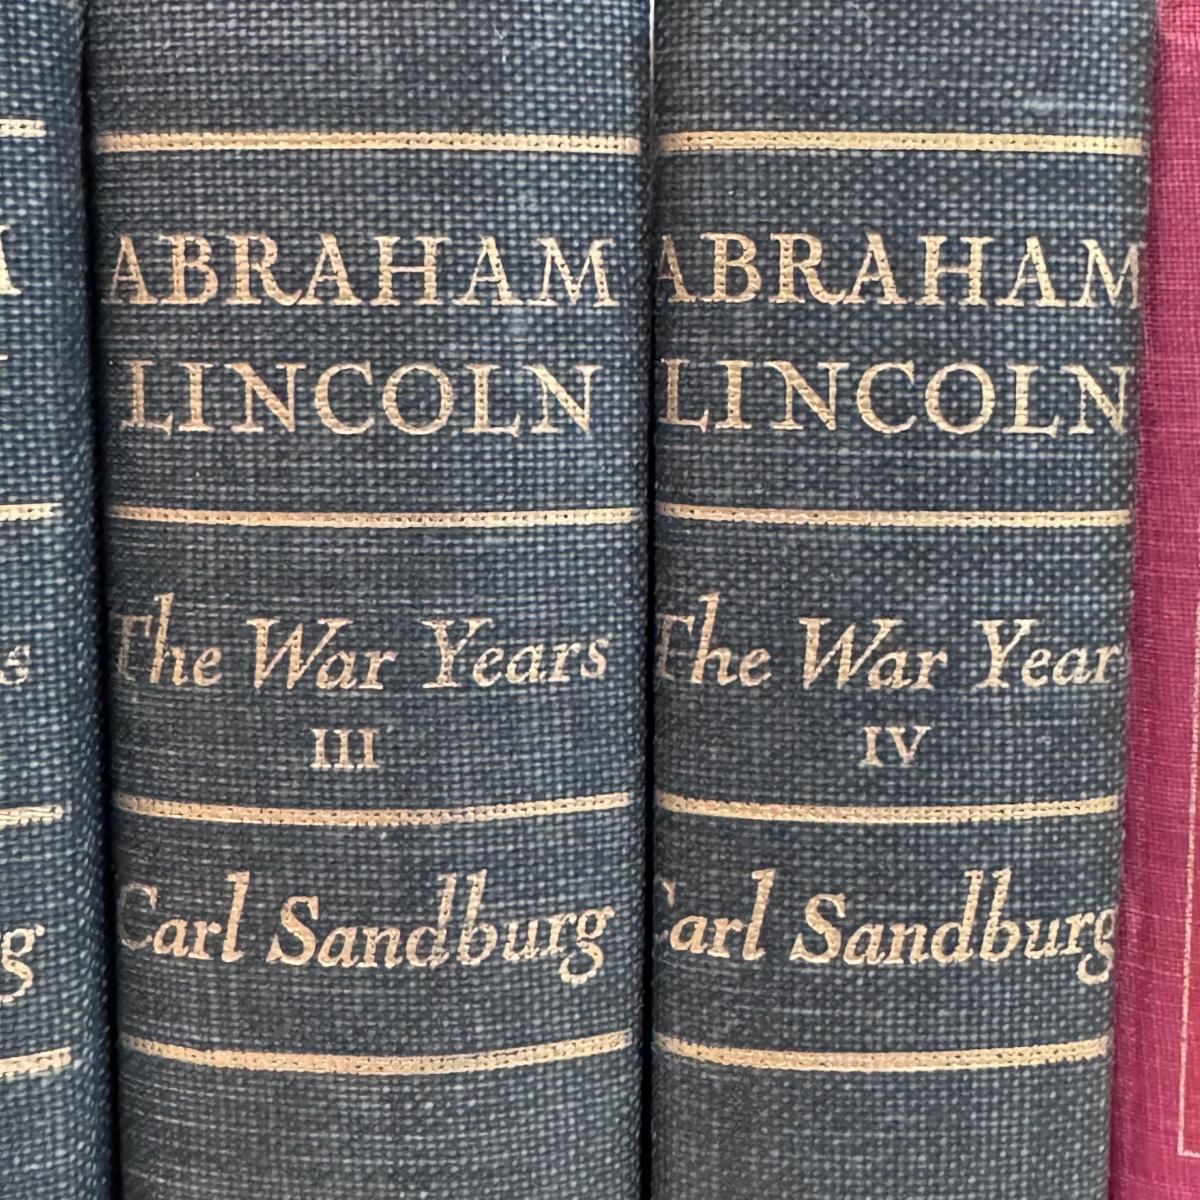 ABRAHAM
LINCOLN
The War Years
III
Carl Sandburg
ABRAHAM
LINCOLN
The War Years
IV
Carl Sandburg